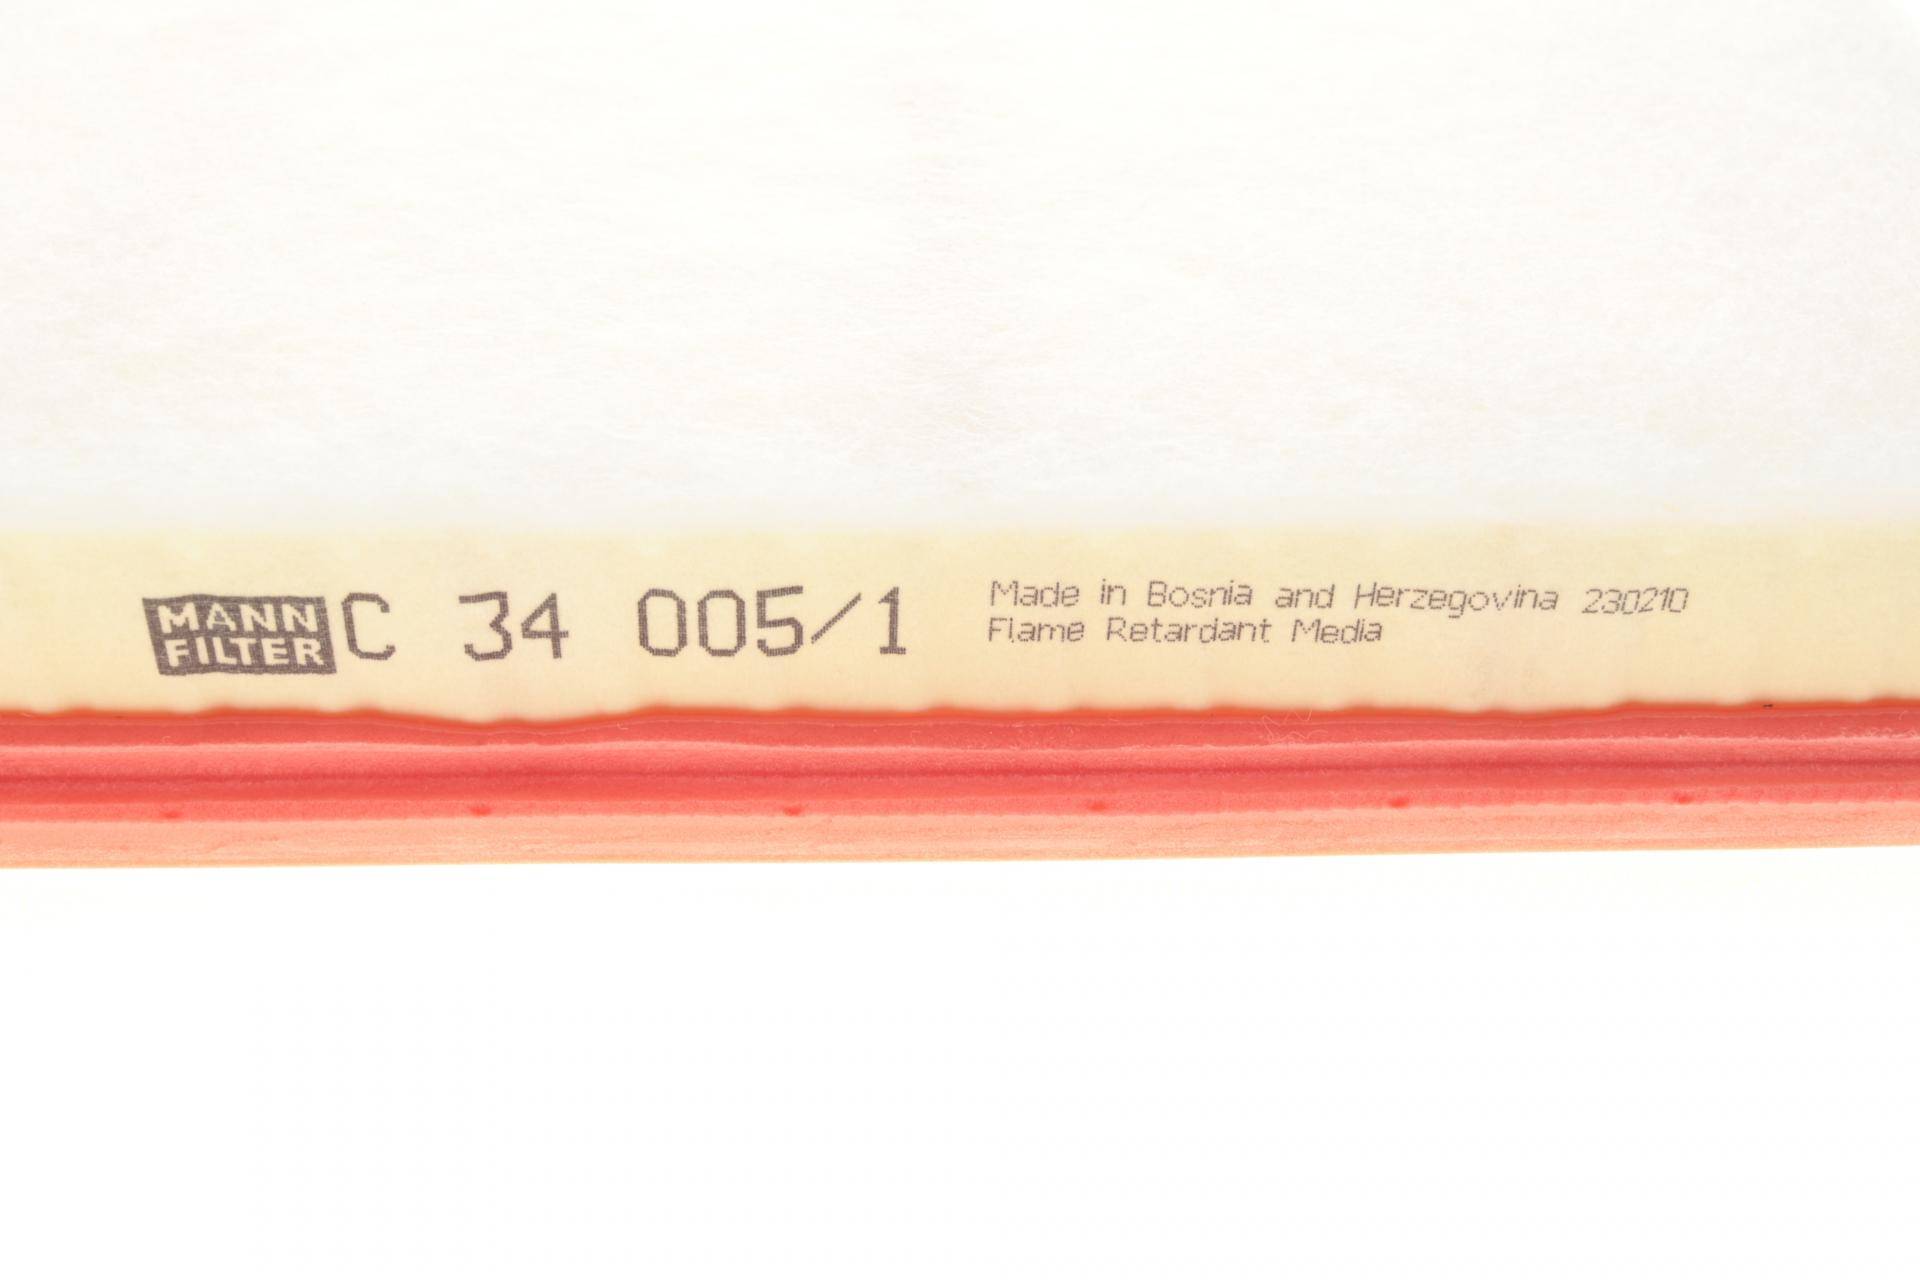 MANN
FILTER
C 34 005/1
Made in Bosnia and Herzegovina 230210
Flame Retardant Media